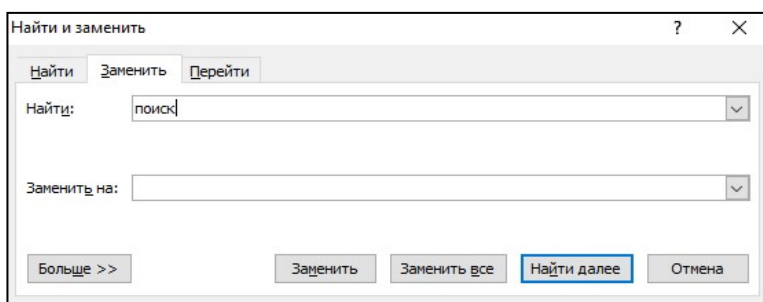 Найти и заменить ?
Найти Заменить Перейти
Найти: поиск
Заменить на:
Больше >> Заменить Заменить все Найти далее Отмена